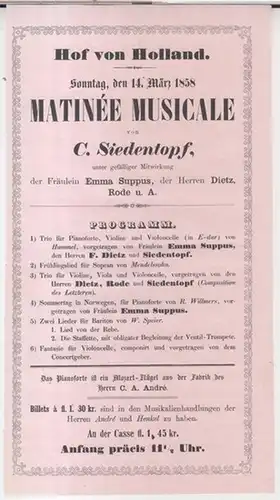 Hof von Holland.
Sonntag, den 14. März 1858
MATINÉE MUSICALE
VON
C. Siedentopf,
unter gefälliger Mitwirkung
der Fräulein Emma Suppus, der Herren Dietz,
Rode u. A.
PROGRAMM.
1) Trio für Pianoforte, Violine und Violoncelle (in E-dur) von
Hummel, vorgetragen von Fräulein Emma Suppus,
den Herren F. Dietz und Siedentopf.
2) Frühlingslied für Sopran von Mendelssohn.
3) Trio für Violine, Viola und Violoncelle, vorgetragen von den
Herren Dietz, Rode und Siedentopf (Composition
des Letzteren).
4) Sommertag in Norwegen, für Pianoforte von R. Willmers, vor-
getragen von Fräulein Emma Suppus.
5) Zwei Lieder für Bariton von W. Speier.
1. Lied von der Rebe.
2. Die Stafette, mit obligater Begleitung der Ventil-Trompete.
6) Fantasie für Violoncelle, componirt und vorgetragen von dem
Concertgeber.
Das Pianoforte ist ein Mozart-Flügel aus der Fabrik des
Herrn C. A. André.
Billets à fl. 1. 30 kr. sind in den Musikalienhandlungen der
Herren André und Henkel zu haben.
An der Casse fl. 1, 45 kr.
Anfang präcis 11½ Uhr.